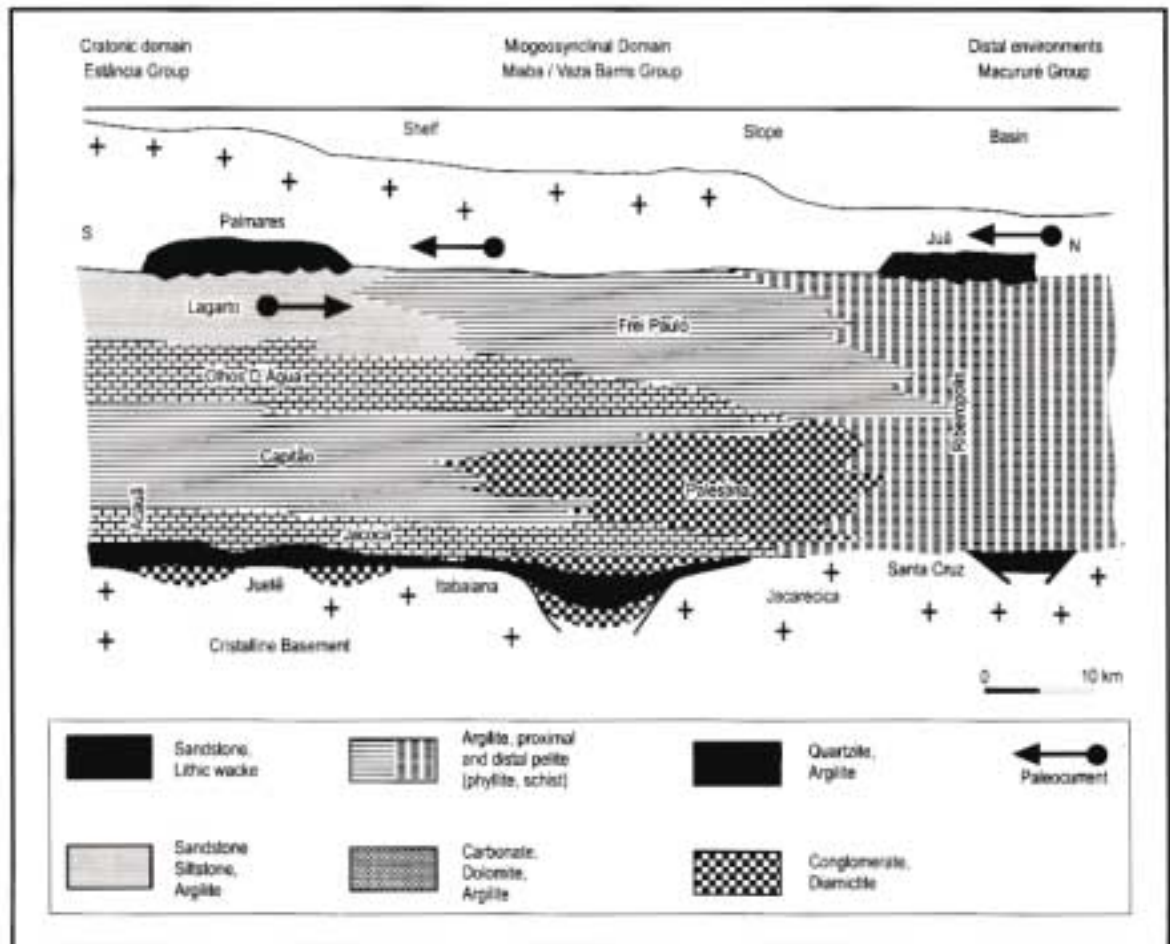 Cratonic domain
Estância Group
Miogeosynclinal Domain
Miaba / Vaza Barris Group
Distal environments
Macururé Group
Shelf
Slope
Basin
Palmares
S
Juá
N
Lagarto
Frei Paulo
Olhos D Água
Ribeirópolis
Capitão
Palestina
Acauã
Jacoca
Juetê
Itabaiana
Jacarecica
Santa Cruz
Cristalline Basement
0 10 km
Sandstone,
Lithic wacke
Argilite, proximal
and distal pelite
(phyllite, schist)
Quartzite,
Argilite
Paleocurrent
Sandstone
Siltstone,
Argilite
Carbonate,
Dolomite,
Argilite
Conglomerate,
Diamictite